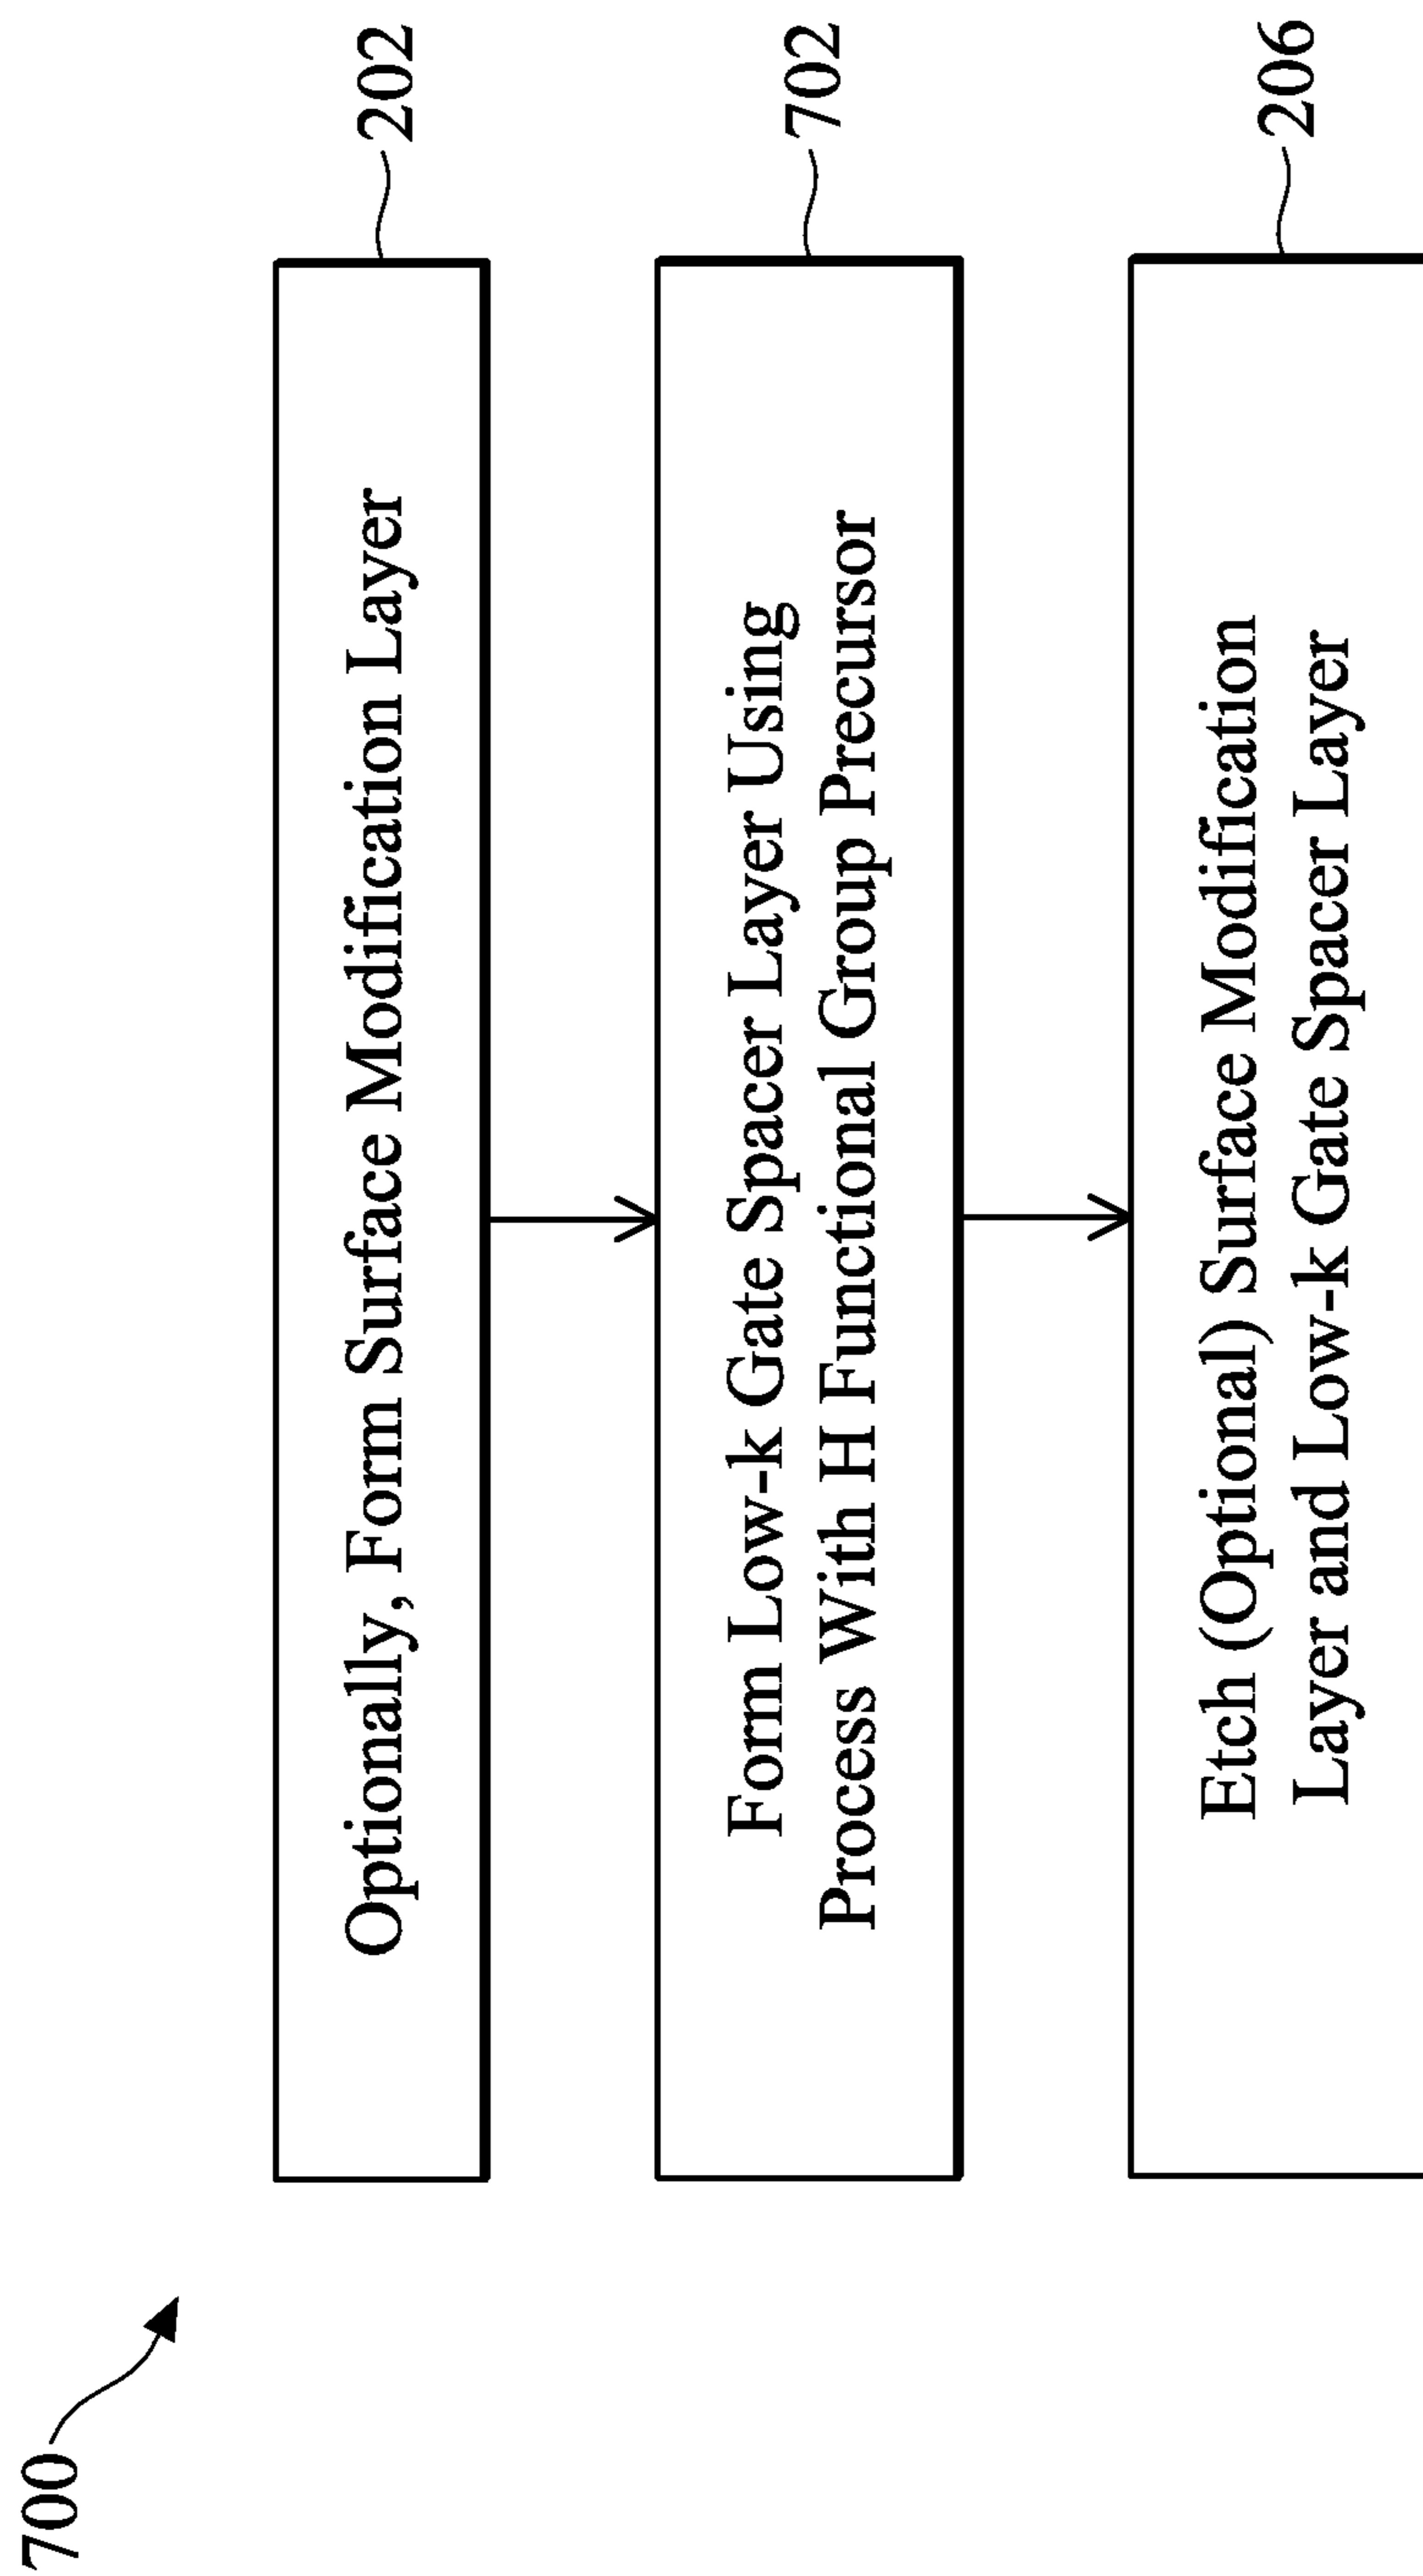 700
Optionally, Form Surface Modification Layer
202
Form Low-k Gate Spacer Layer Using
Process With H Functional Group Precursor
702
Etch (Optional) Surface Modification
Layer and Low-k Gate Spacer Layer
206